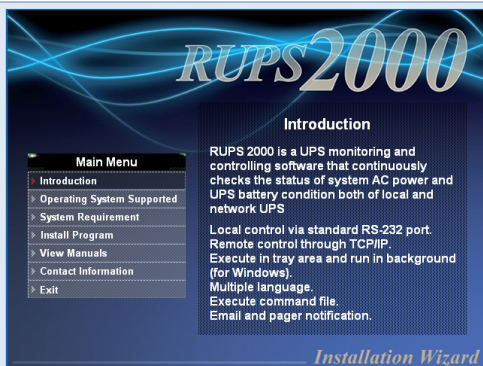 RUPS2000
Introduction
RUPS 2000 is a UPS monitoring and
controlling software that continuously
checks the status of system AC power and
UPS battery condition both of local and
network UPS
Local control via standard RS-232 port.
Remote control through TCP/IP.
Execute in tray area and run in background
(for Windows).
Multiple language.
Execute command file.
Email and pager notification.
Main Menu
Introduction
Operating System Supported
System Requirement
Install Program
View Manuals
Contact Information
Exit
Installation Wizard